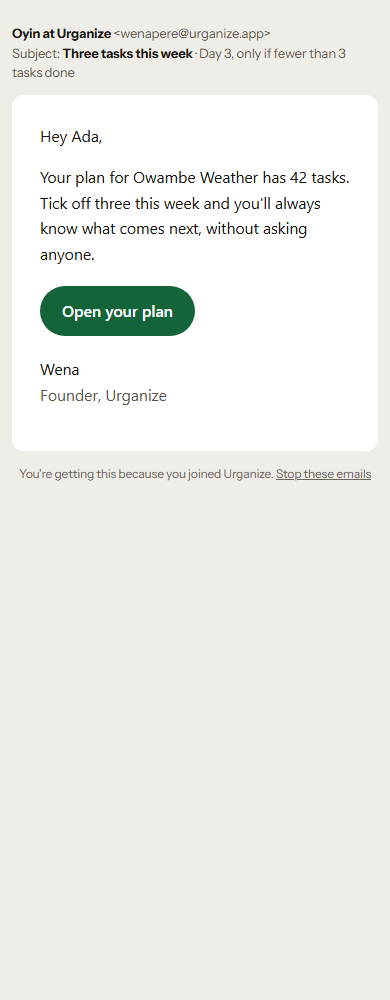 Oyin at Urganize <wenapere@urganize.app>
Subject: Three tasks this week · Day 3, only if fewer than 3
tasks done
Hey Ada,
Your plan for Owambe Weather has 42 tasks.
Tick off three this week and you'll always
know what comes next, without asking
anyone.
Open your plan
Wena
Founder, Urganize
You're getting this because you joined Urganize. Stop these emails